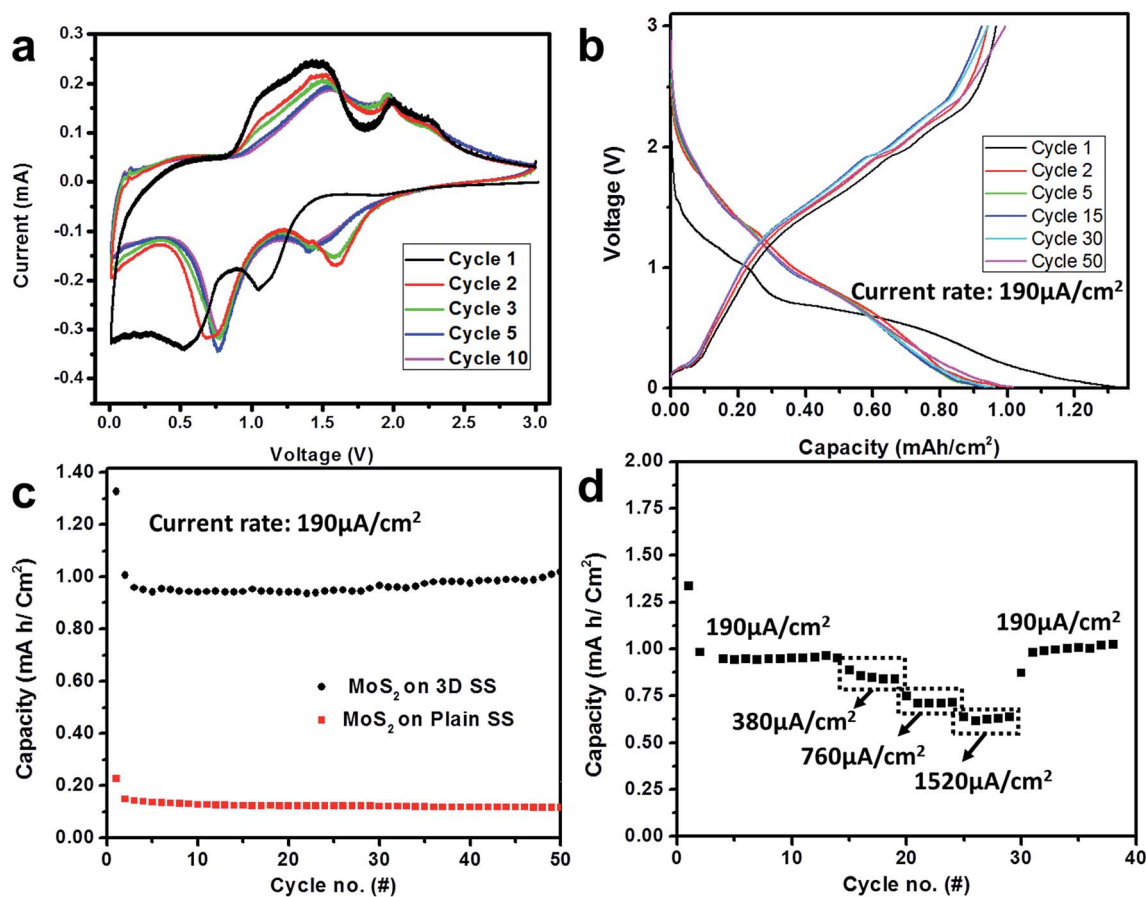 a
0.3
0.2
0.1
0.0
-0.1
-0.2
-0.3
-0.4
Current (mA)
Cycle 1
Cycle 2
Cycle 3
Cycle 5
Cycle 10
0.0 0.5 1.0 1.5 2.0 2.5 3.0
Voltage (V)
b
3
2
1
0
Voltage (V)
Cycle 1
Cycle 2
Cycle 5
Cycle 15
Cycle 30
Cycle 50
Current rate: 190µA/cm²
0.00 0.20 0.40 0.60 0.80 1.00 1.20
Capacity (mAh/cm²)
c
1.40
1.20
1.00
0.80
0.60
0.40
0.20
0.00
Capacity (mA h/ Cm²)
Current rate: 190µA/cm²
MoS₂ on 3D SS
MoS₂ on Plain SS
0 10 20 30 40 50
Cycle no. (#)
d
2.00
1.75
1.50
1.25
1.00
0.75
0.50
0.25
0.00
Capacity (mA h/ Cm²)
190µA/cm² 190µA/cm²
380µA/cm²
760µA/cm²
1520µA/cm²
0 10 20 30 40
Cycle no. (#)